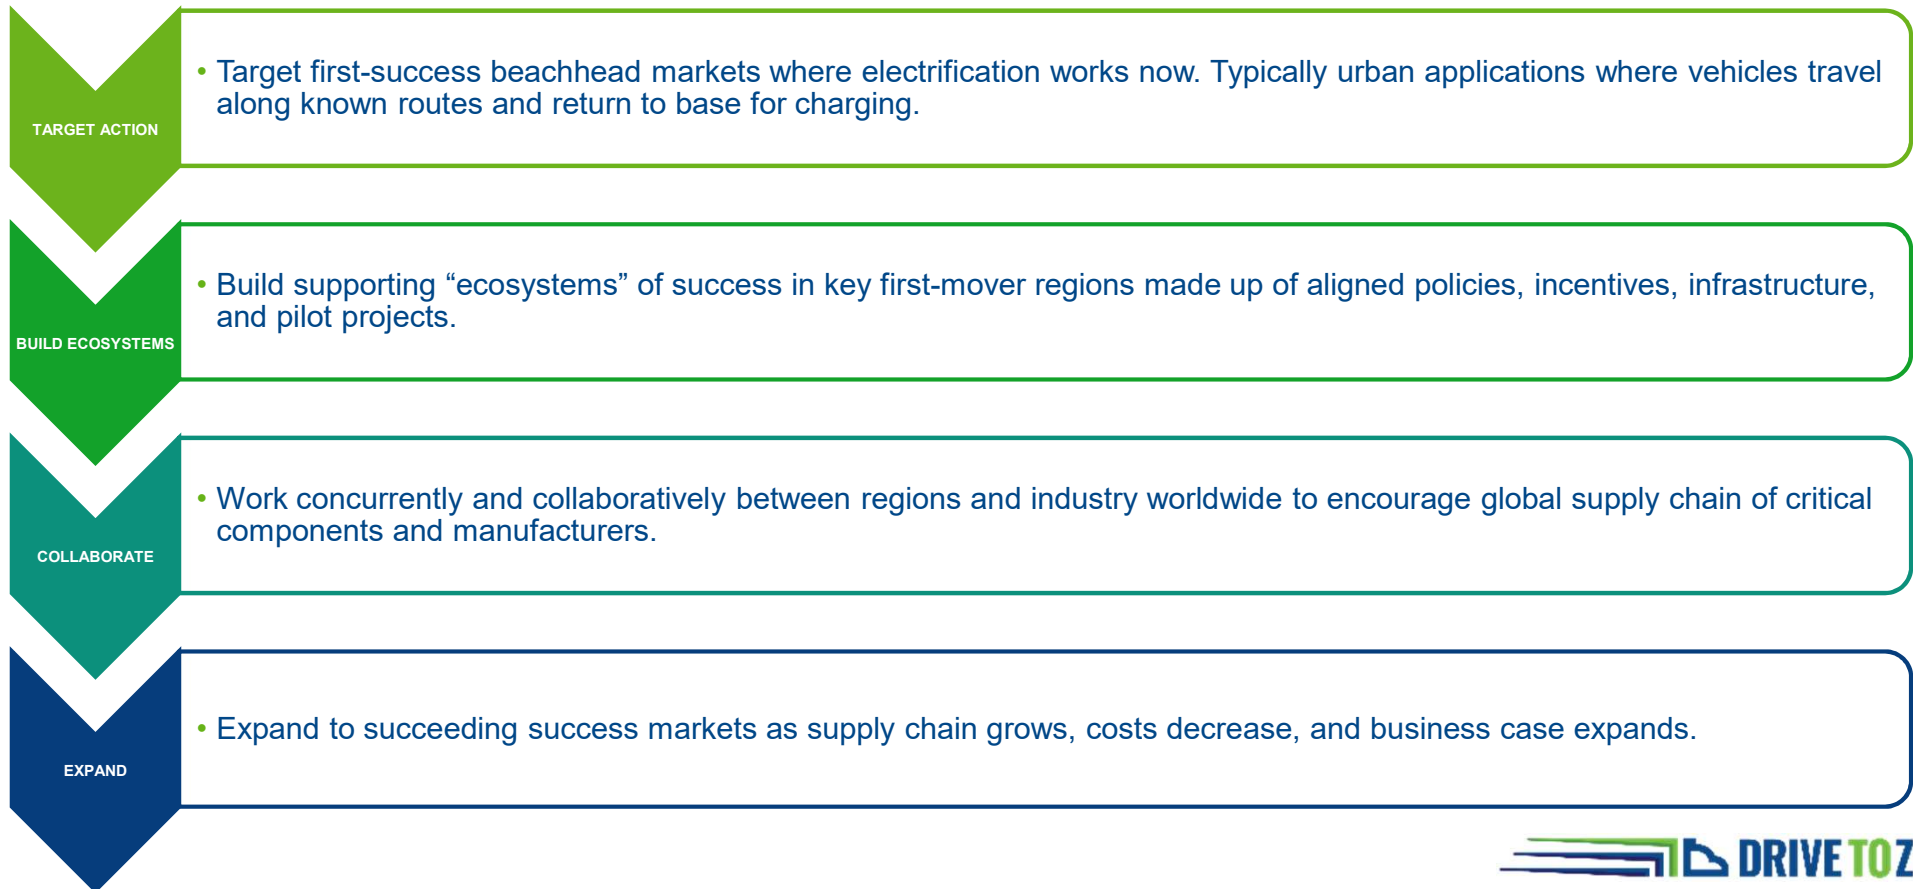 TARGET ACTION
• Target first-success beachhead markets where electrification works now. Typically urban applications where vehicles travel
along known routes and return to base for charging.
BUILD ECOSYSTEMS
• Build supporting “ecosystems” of success in key first-mover regions made up of aligned policies, incentives, infrastructure,
and pilot projects.
COLLABORATE
• Work concurrently and collaboratively between regions and industry worldwide to encourage global supply chain of critical
components and manufacturers.
EXPAND
• Expand to succeeding success markets as supply chain grows, costs decrease, and business case expands.
DRIVE TO Z